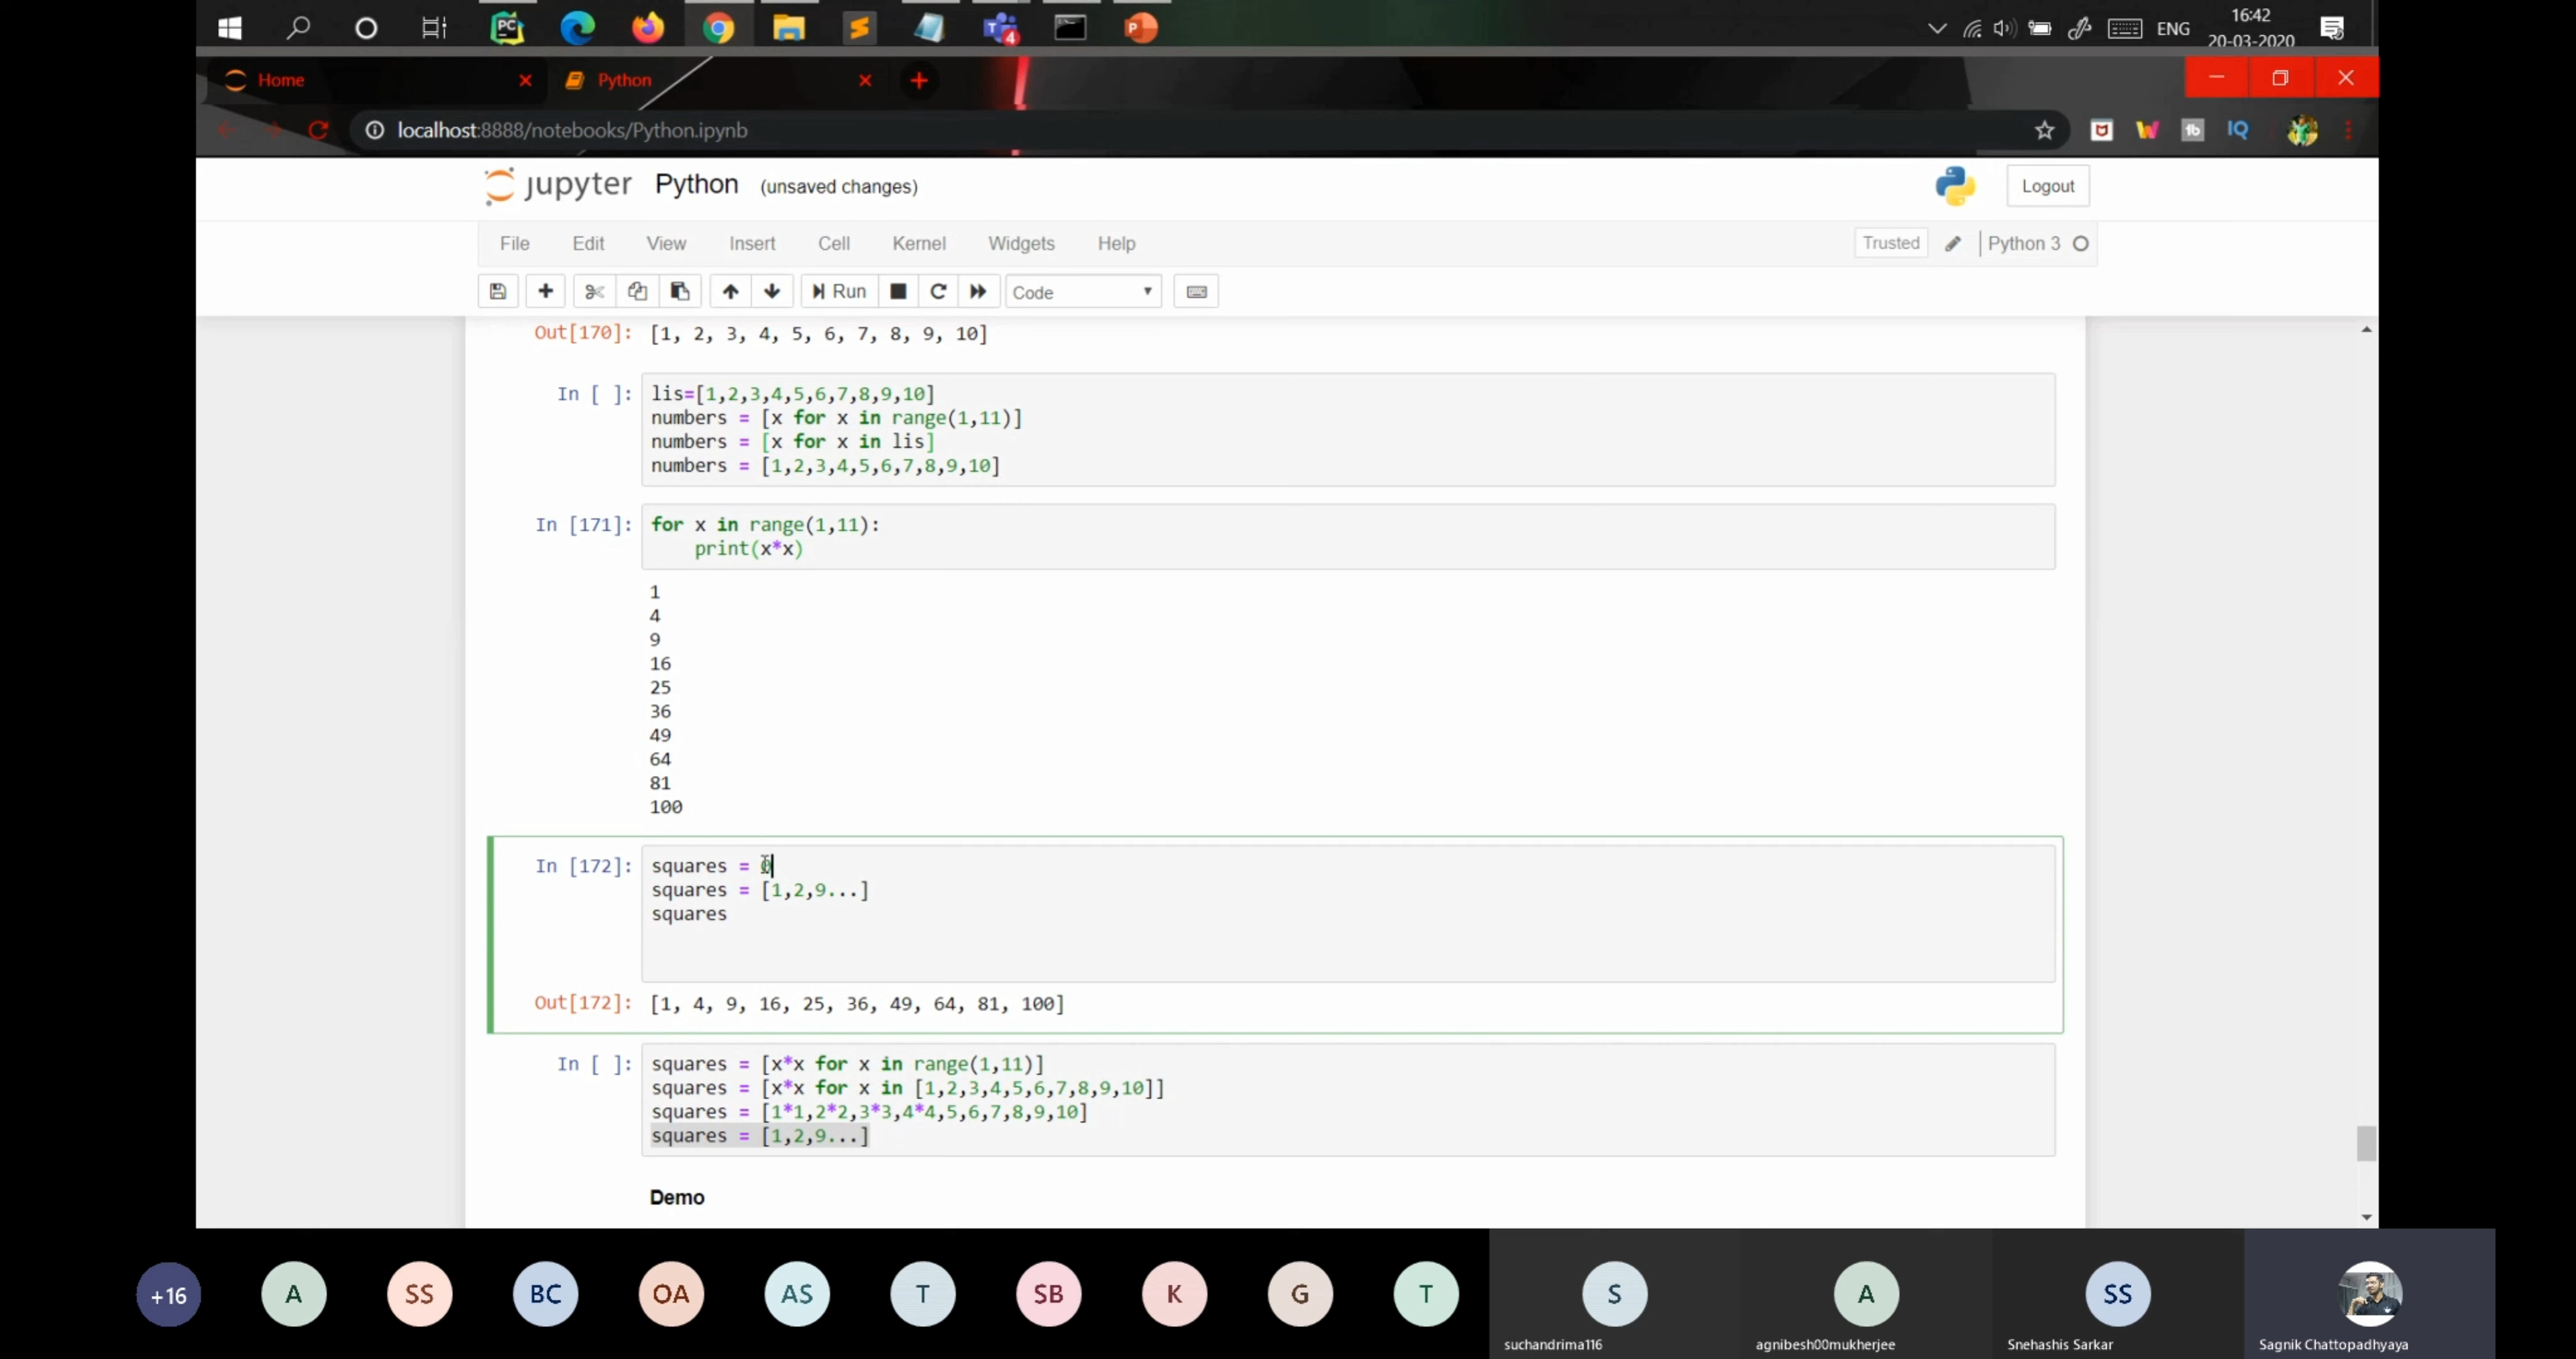 16:42
ENG
20-03-2020
Home
Python
localhost:8888/notebooks/Python.ipynb
jupyter Python (unsaved changes)
Logout
File Edit View Insert Cell Kernel Widgets Help
Trusted
Python 3
Run
Code
Out[170]: [1, 2, 3, 4, 5, 6, 7, 8, 9, 10]
In [ ]: lis=[1,2,3,4,5,6,7,8,9,10]
numbers = [x for x in range(1,11)]
numbers = [x for x in lis]
numbers = [1,2,3,4,5,6,7,8,9,10]
In [171]: for x in range(1,11):
print(x*x)
1
4
9
16
25
36
49
64
81
100
In [172]: squares =
squares = [1,2,9...]
squares
Out[172]: [1, 4, 9, 16, 25, 36, 49, 64, 81, 100]
In [ ]: squares = [x*x for x in range(1,11)]
squares = [x*x for x in [1,2,3,4,5,6,7,8,9,10]]
squares = [1*1,2*2,3*3,4*4,5,6,7,8,9,10]
squares = [1,2,9...]
Demo
+16 A SS BC OA AS T SB K G T S A SS
suchandrima116 agnibesh00mukherjee Snehashis Sarkar Sagnik Chattopadhyaya